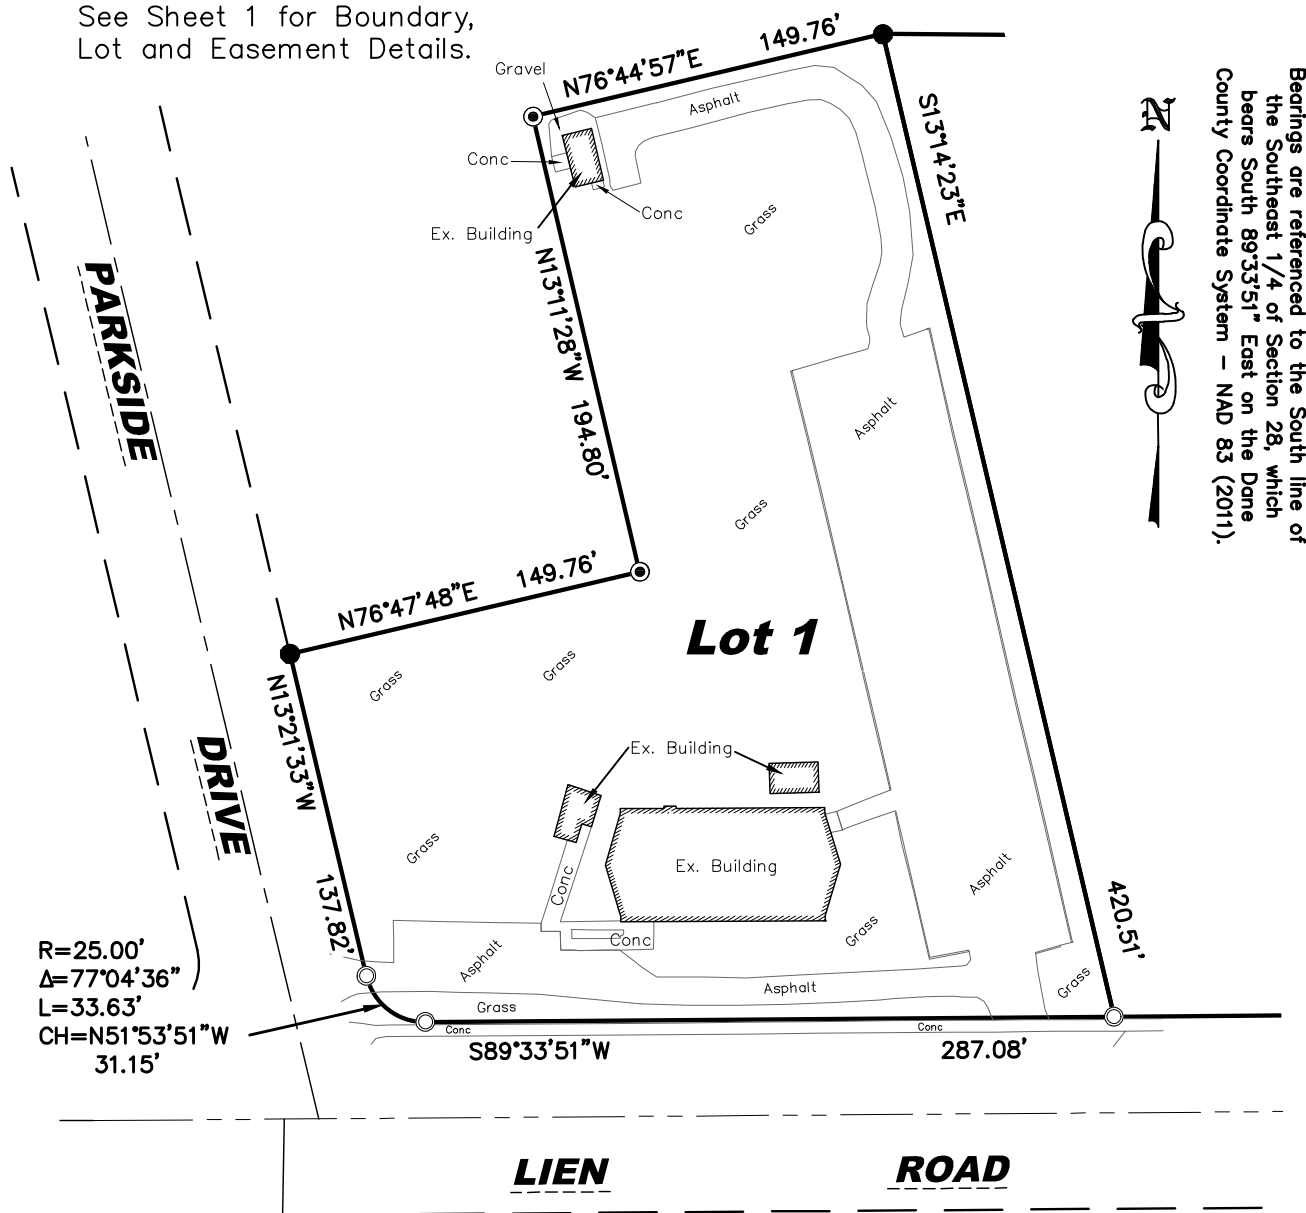 See Sheet 1 for Boundary,
Lot and Easement Details.
Bearings are referenced to the South line of
the Southeast 1/4 of Section 28, which
bears South 89°33'51" East on the Dane
County Coordinate System – NAD 83 (2011).
N
N76°44'57"E 149.76'
Gravel
Asphalt
S13°14'23"E
Conc
Conc
Grass
Ex. Building
N13°11'28"W 194.80'
PARKSIDE
Asphalt
Grass
N76°47'48"E 149.76'
Lot 1
Grass
Grass
N13°21'33"W
DRIVE
Ex. Building
Grass
Ex. Building
Conc
Asphalt
137.82'
420.51'
Grass
Conc
Asphalt
Grass
Asphalt
Grass
R=25.00'
Δ=77°04'36"
L=33.63'
CH=N51°53'51"W
31.15'
Conc
Conc
S89°33'51"W 287.08'
LIEN ROAD